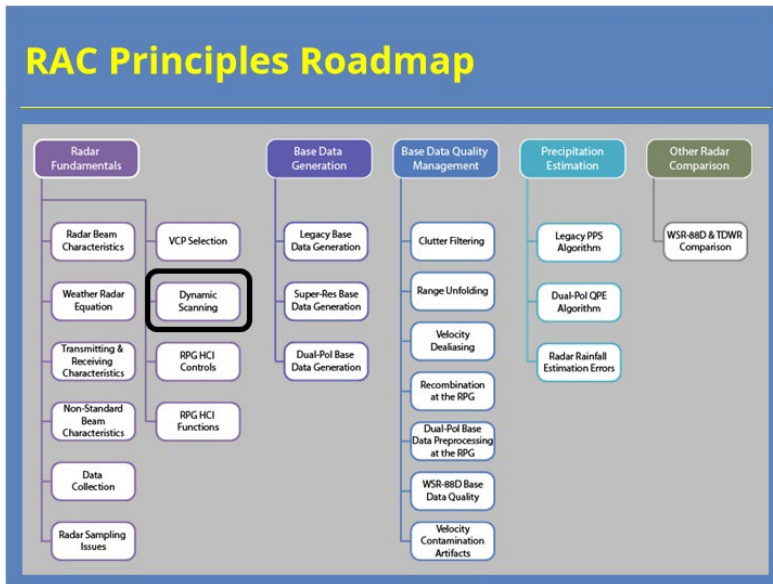 RAC Principles Roadmap
Radar
Fundamentals
Radar Beam
Characteristics
Weather Radar
Equation
Transmitting &
Receiving
Characteristics
Non-Standard
Beam
Characteristics
Data
Collection
Radar Sampling
Issues
VCP Selection
Dynamic
Scanning
RPG HCI
Controls
RPG HCI
Functions
Base Data
Generation
Legacy Base
Data Generation
Super-Res Base
Data Generation
Dual-Pol Base
Data Generation
Base Data Quality
Management
Clutter Filtering
Range Unfolding
Velocity
Dealiasing
Recombination
at the RPG
Dual-Pol Base
Data Preprocessing
at the RPG
WSR-88D Base
Data Quality
Velocity
Contamination
Artifacts
Precipitation
Estimation
Legacy PPS
Algorithm
Dual-Pol QPE
Algorithm
Radar Rainfall
Estimation Errors
Other Radar
Comparison
WSR-88D & TDWR
Comparison